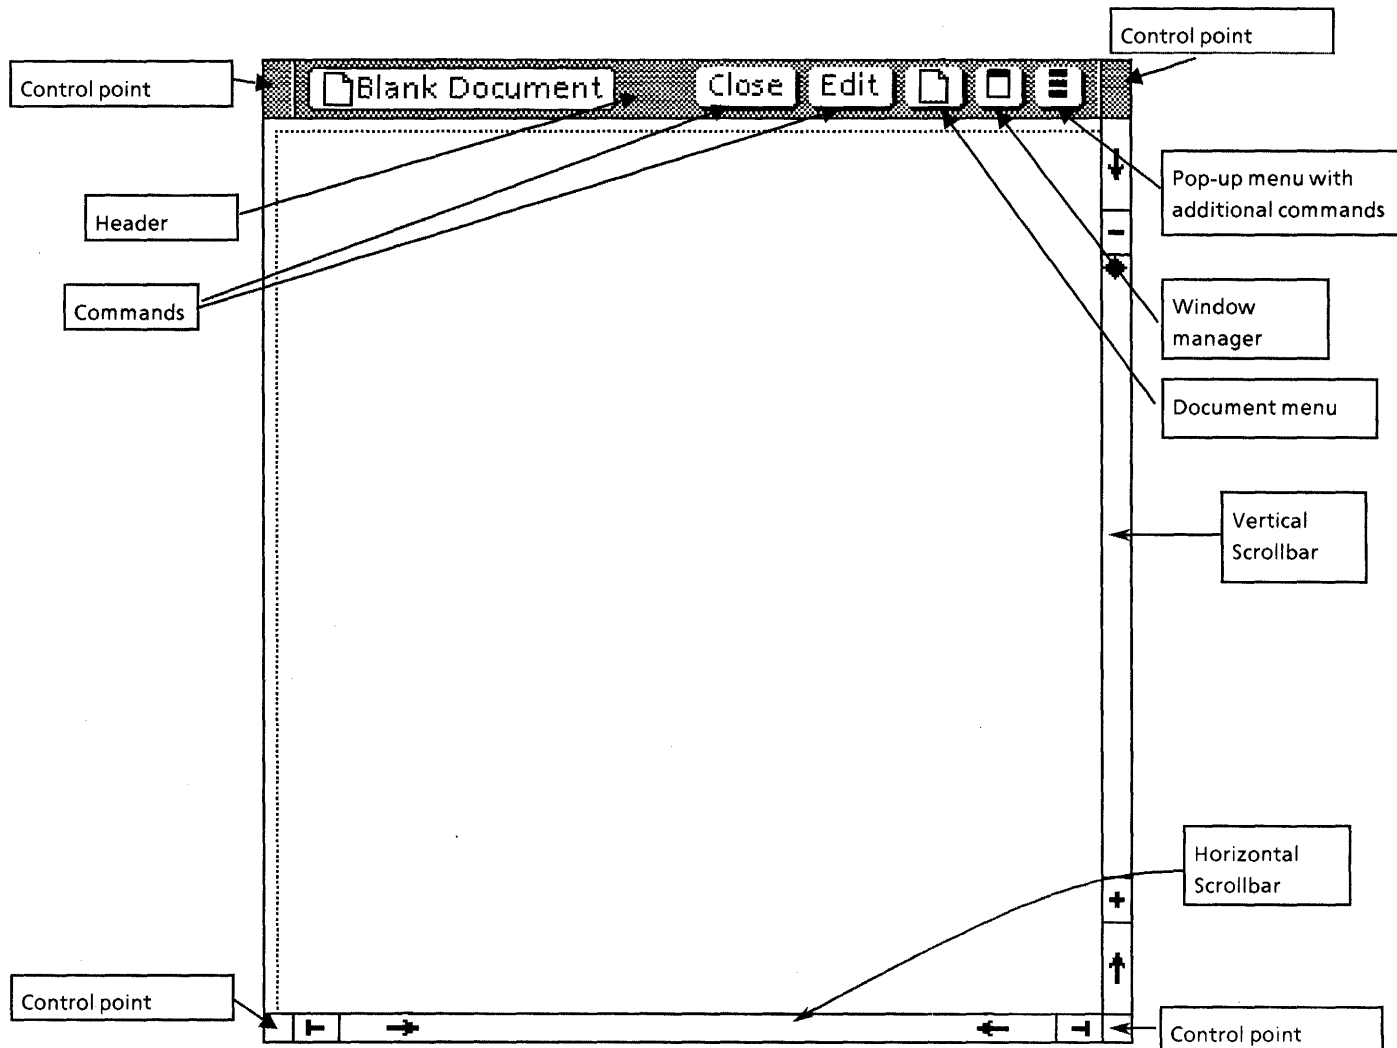 Control point
Control point
Blank Document
Close
Edit
Pop-up menu with
additional commands
Header
Commands
Window
manager
Document menu
Vertical
Scrollbar
Horizontal
Scrollbar
Control point
Control point